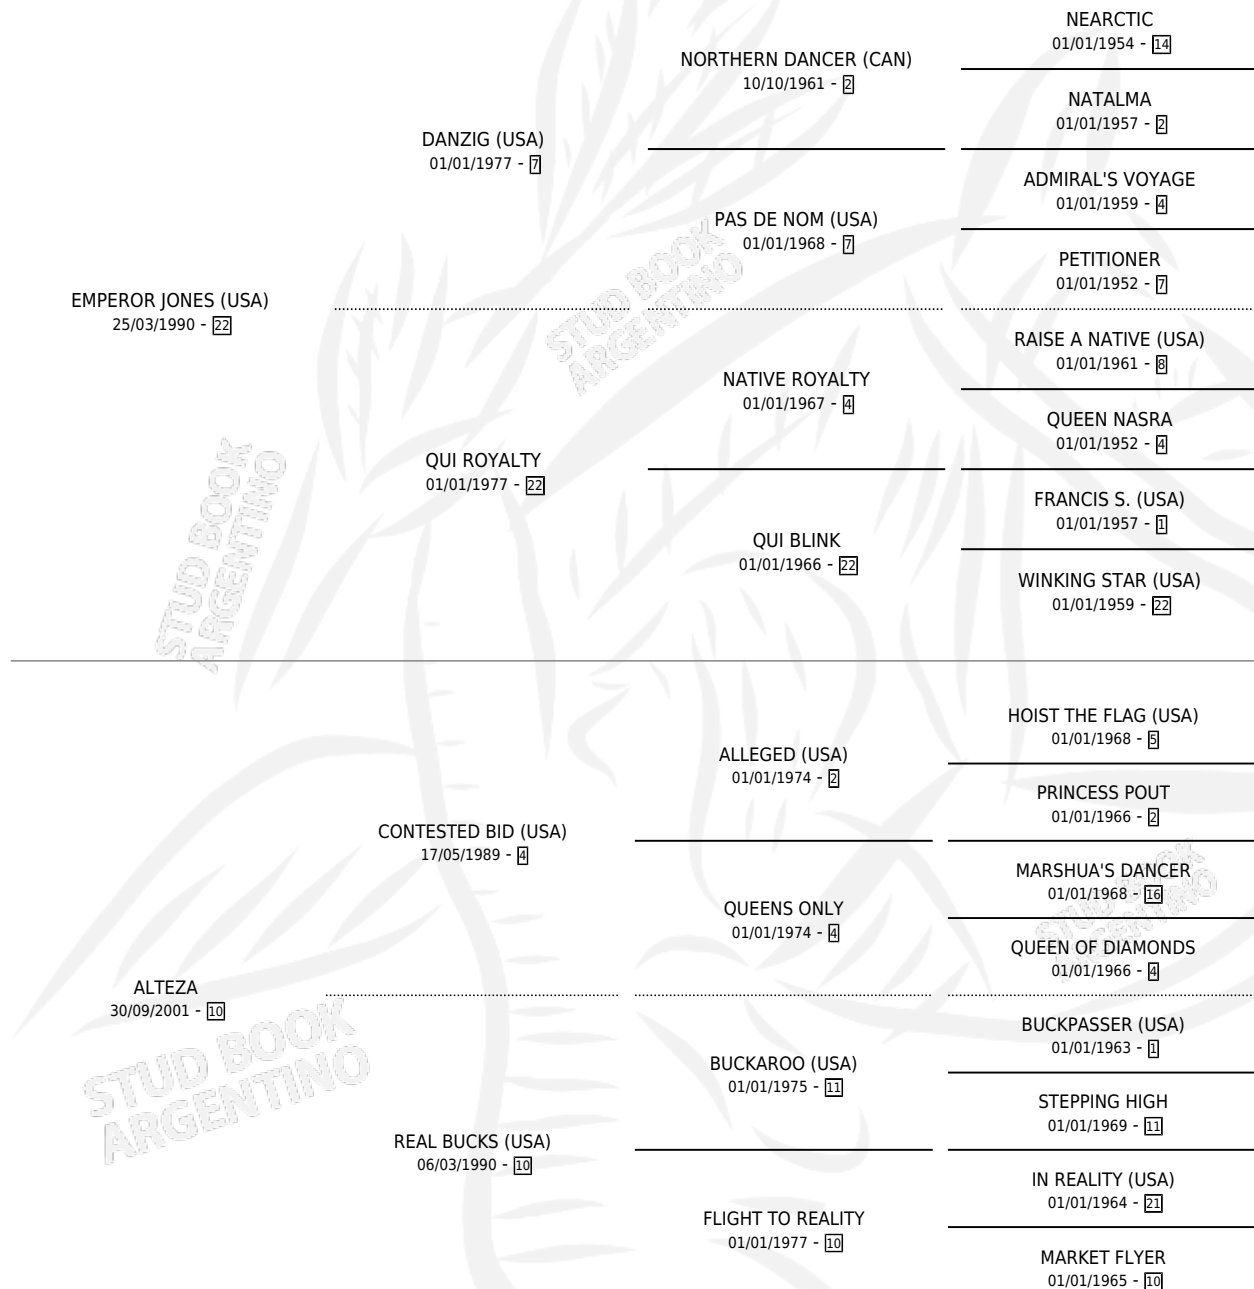 NEARCTIC
01/01/1954 - 14
NORTHERN DANCER (CAN)
10/10/1961 - 2
NATALMA
01/01/1957 - 2
DANZIG (USA)
01/01/1977 - 7
ADMIRAL'S VOYAGE
01/01/1959 - 4
PAS DE NOM (USA)
01/01/1968 - 7
PETITIONER
01/01/1952 - 7
EMPEROR JONES (USA)
25/03/1990 - 22
RAISE A NATIVE (USA)
01/01/1961 - 8
NATIVE ROYALTY
01/01/1967 - 4
QUEEN NASRA
01/01/1952 - 4
QUI ROYALTY
01/01/1977 - 22
FRANCIS S. (USA)
01/01/1957 - 1
QUI BLINK
01/01/1966 - 22
WINKING STAR (USA)
01/01/1959 - 22
HOIST THE FLAG (USA)
01/01/1968 - 5
ALLEGED (USA)
01/01/1974 - 2
PRINCESS POUT
01/01/1966 - 2
CONTESTED BID (USA)
17/05/1989 - 4
MARSHUA'S DANCER
01/01/1968 - 16
QUEENS ONLY
01/01/1974 - 4
QUEEN OF DIAMONDS
01/01/1966 - 4
ALTEZA
30/09/2001 - 10
BUCKPASSER (USA)
01/01/1963 - 1
BUCKAROO (USA)
01/01/1975 - 11
STEPPING HIGH
01/01/1969 - 11
REAL BUCKS (USA)
06/03/1990 - 10
IN REALITY (USA)
01/01/1964 - 21
FLIGHT TO REALITY
01/01/1977 - 10
MARKET FLYER
01/01/1965 - 10
STUD BOOK
ARGENTINO
STUD BOOK
ARGENTINO
STUD BOOK
ARGENTINO
STUD BOOK
ARGENTINO